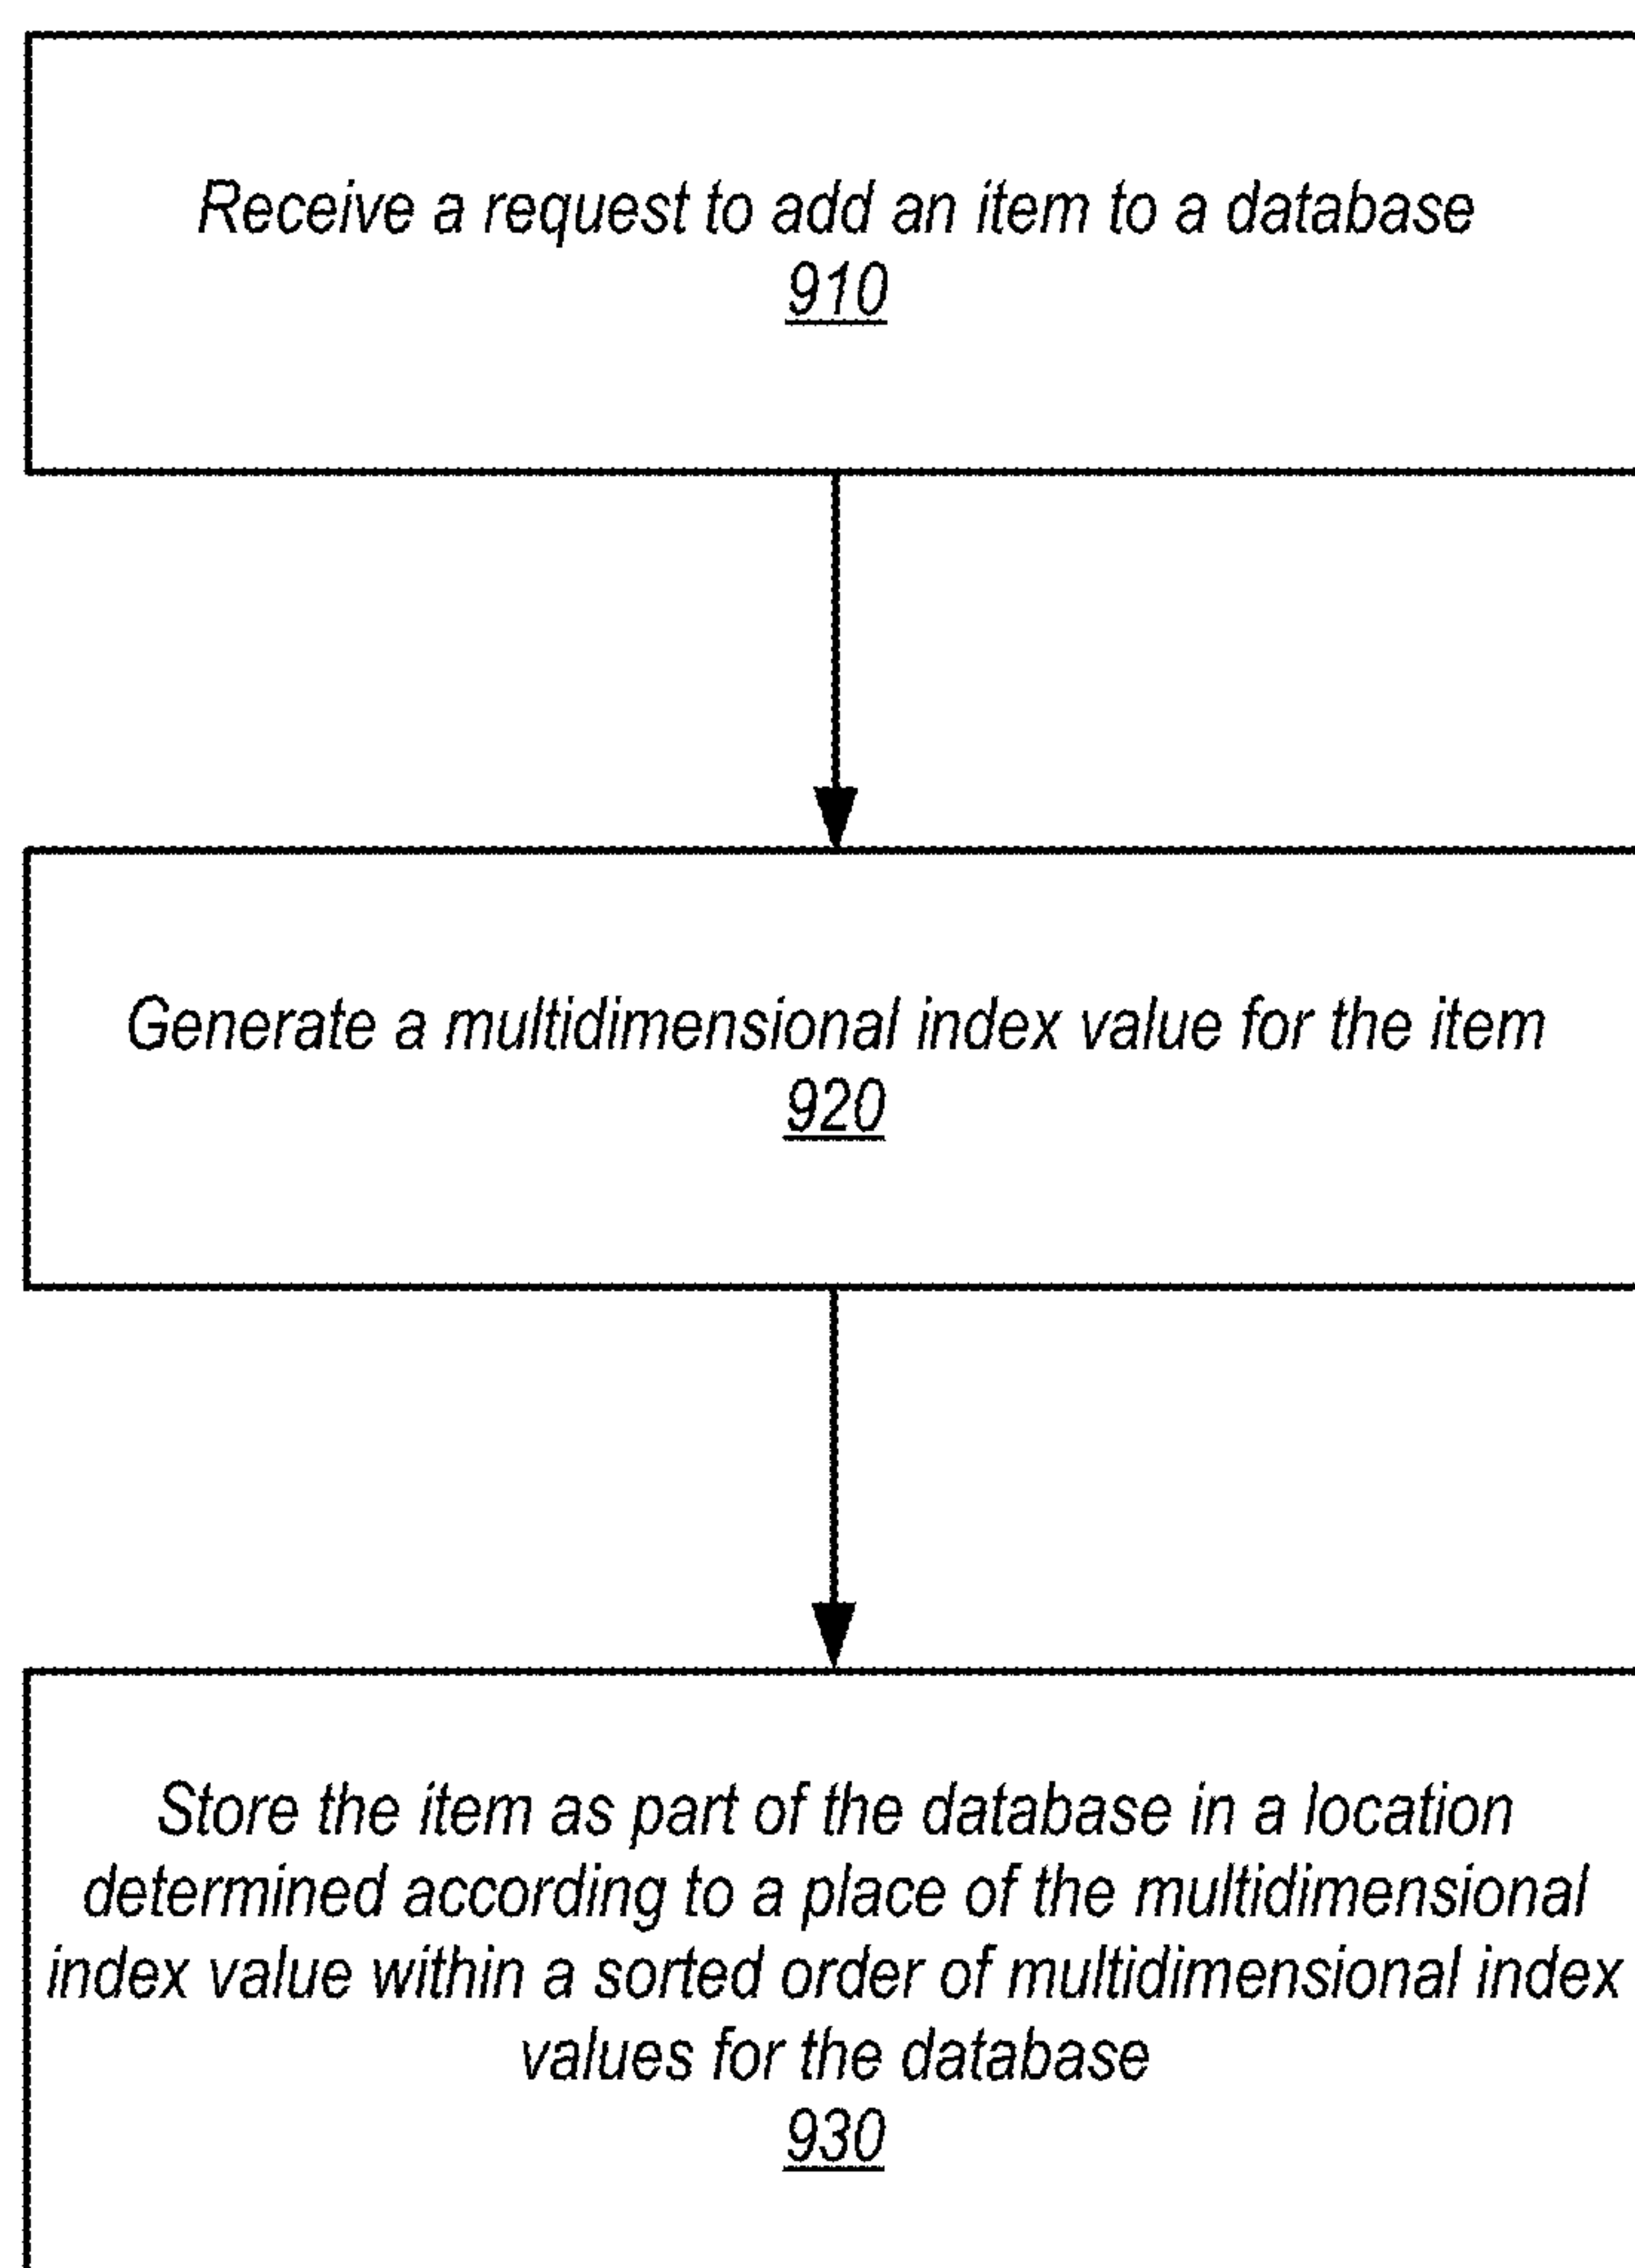 Receive a request to add an item to a database
910
Generate a multidimensional index value for the item
920
Store the item as part of the database in a location
determined according to a place of the multidimensional
index value within a sorted order of multidimensional index
values for the database
930